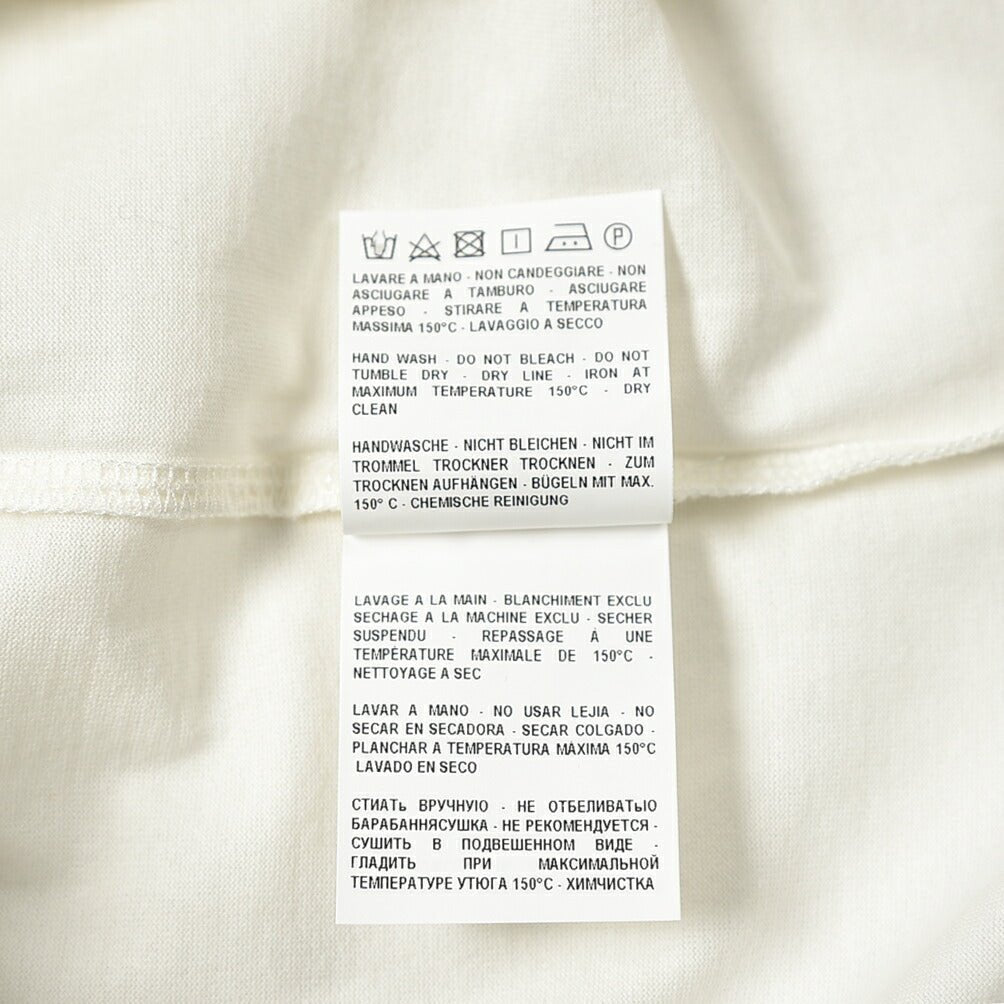 P
LAVARE A MANO - NON CANDEGGIARE - NON
ASCIUGARE A TAMBURO - ASCIUGARE
APPESO - STIRARE A TEMPERATURA
MASSIMA 150°C - LAVAGGIO A SECCO
HAND WASH - DO NOT BLEACH - DO NOT
TUMBLE DRY - DRY LINE - IRON AT
MAXIMUM TEMPERATURE 150°C - DRY
CLEAN
HANDWASCHE - NICHT BLEICHEN - NICHT IM
TROMMEL TROCKNER TROCKNEN - ZUM
TROCKNEN AUFHÄNGEN - BÜGELN MIT MAX.
150° C - CHEMISCHE REINIGUNG
LAVAGE A LA MAIN - BLANCHIMENT EXCLU
SECHAGE A LA MACHINE EXCLU - SECHER
SUSPENDU - REPASSAGE À UNE
TEMPÉRATURE MAXIMALE DE 150°C -
NETTOYAGE A SEC
LAVAR A MANO - NO USAR LEJIA - NO
SECAR EN SECADORA - SECAR COLGADO -
PLANCHAR A TEMPERATURA MÁXIMA 150°C
LAVADO EN SECO
СТИАТЬ ВРУЧНУЮ - НЕ ОТБЕЛИВАТЬЮ
БАРАБАННЯСУШКА - НЕ РЕКОМЕНДУЕТСЯ -
СУШИТЬ В ПОДВЕШЕННОМ ВИДЕ -
ГЛАДИТЬ ПРИ МАКСИМАЛЬНОЙ
ТЕМПЕРАТУРЕ УТЮГА 150°C - ХИМЧИСТКА